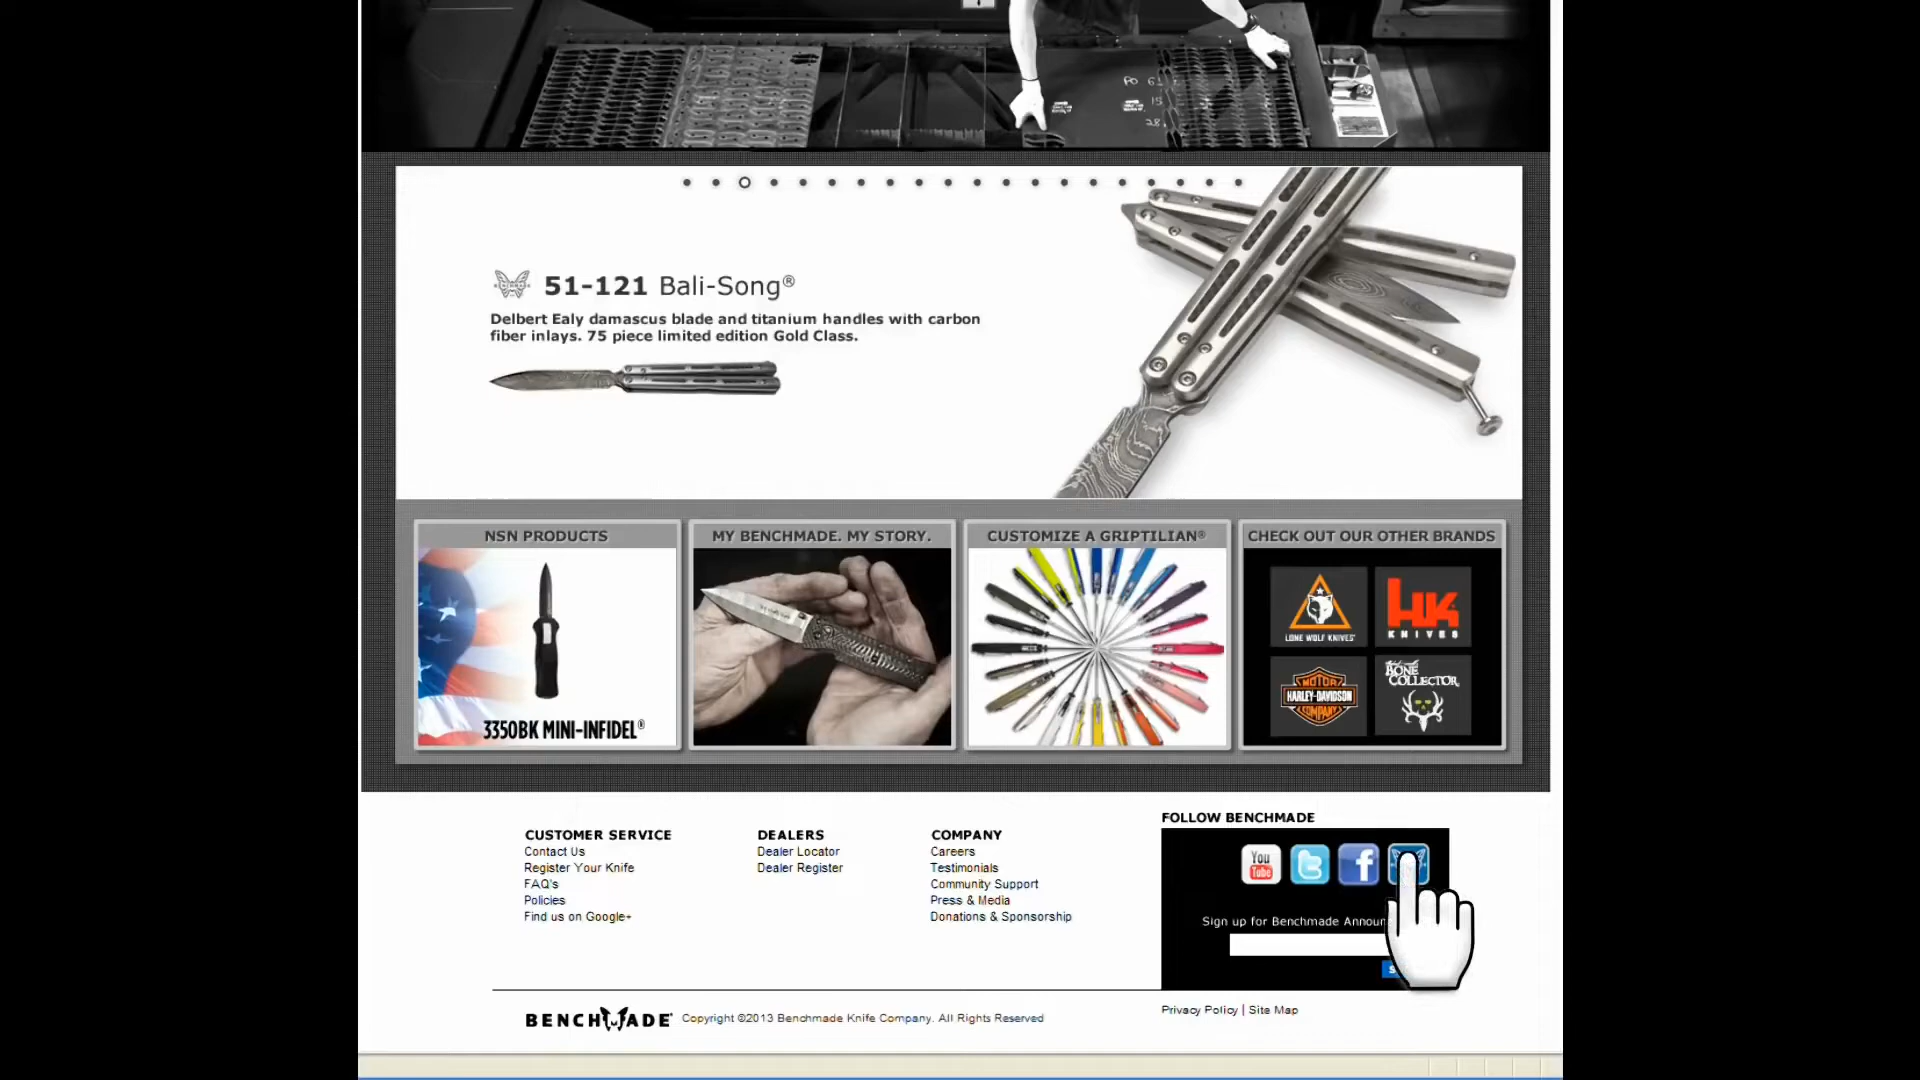 51-121 Bali-Song®
Delbert Ealy damascus blade and titanium handles with carbon
fiber inlays. 75 piece limited edition Gold Class.
NSN PRODUCTS
3350BK MINI-INFIDEL®
MY BENCHMADE. MY STORY.
CUSTOMIZE A GRIPTILIAN®
CHECK OUT OUR OTHER BRANDS
LONE WOLF KNIVES
HK
KNIVES
MOTOR
HARLEY-DAVIDSON
COMPANY
BONE
COLLECTOR
CUSTOMER SERVICE
Contact Us
Register Your Knife
FAQ's
Policies
Find us on Google+
DEALERS
Dealer Locator
Dealer Register
COMPANY
Careers
Testimonials
Community Support
Press & Media
Donations & Sponsorship
FOLLOW BENCHMADE
You
Tube
Sign up for Benchmade
BENCHMADE
Copyright ©2013 Benchmade Knife Company. All Rights Reserved
Privacy Policy | Site Map